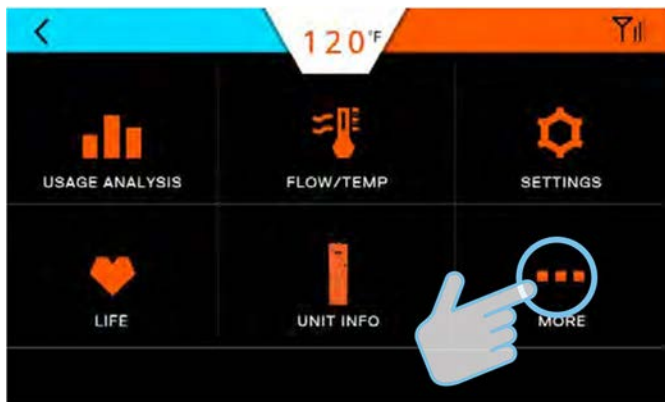 120°F
USAGE ANALYSIS
FLOW/TEMP
SETTINGS
LIFE
UNIT INFO
MORE